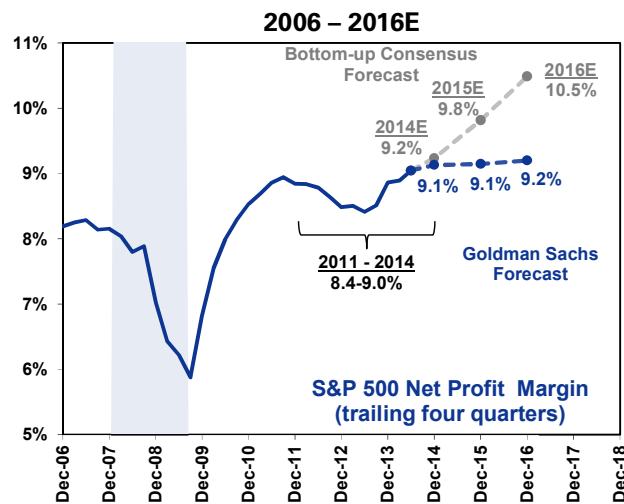 2006 – 2016E
11%
10%
9%
8%
7%
6%
5%
Bottom-up Consensus
Forecast
2014E
9.2%
2015E
9.8%
2016E
10.5%
9.1%
9.1%
9.2%
2011 - 2014
8.4-9.0%
Goldman Sachs
Forecast
S&P 500 Net Profit Margin
(trailing four quarters)
Dec-06
Dec-07
Dec-08
Dec-09
Dec-10
Dec-11
Dec-12
Dec-13
Dec-14
Dec-15
Dec-16
Dec-17
Dec-18